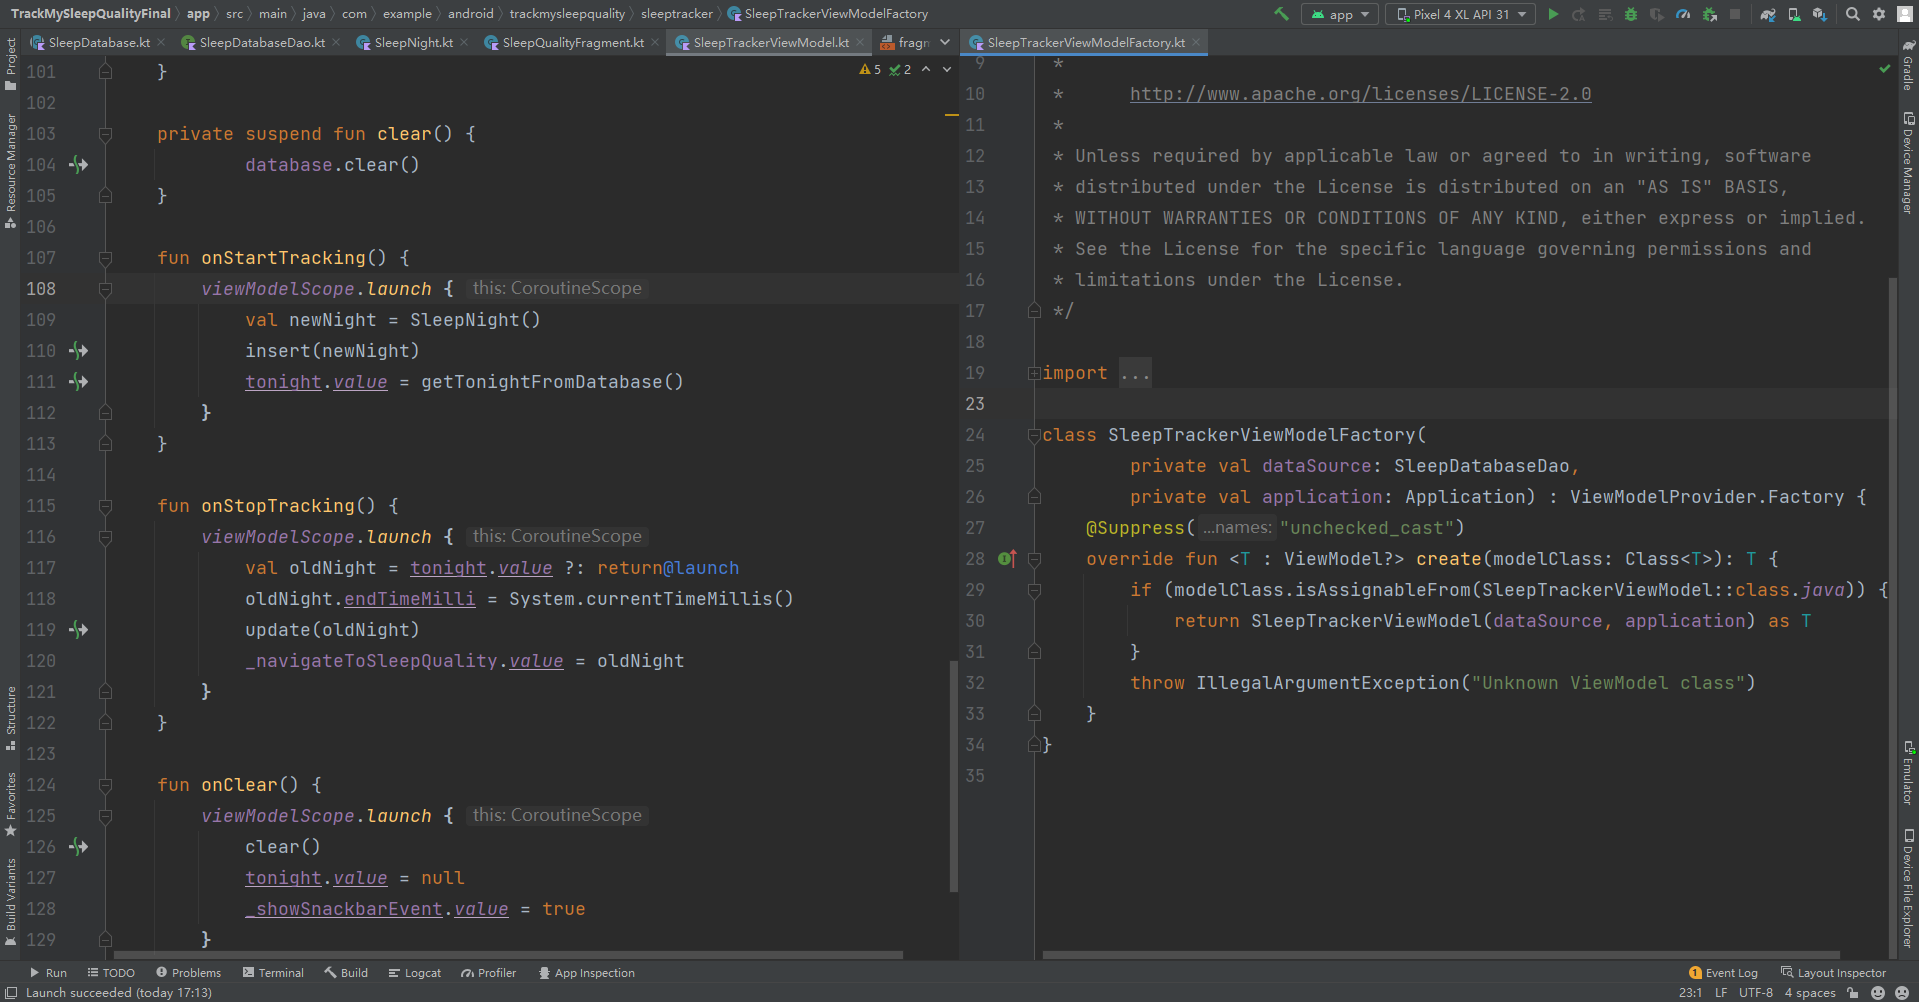 TrackMySleepQualityFinal app src main java com example android trackmysleepquality sleeptracker SleepTrackerViewModelFactory
app Pixel 4 XL API 31
SleepDatabase.kt SleepDatabaseDao.kt SleepNight.kt SleepQualityFragment.kt SleepTrackerViewModel.kt fragn
SleepTrackerViewModelFactory.kt
Project
Resource Manager
Structure
Favorites
Build Variants
5 2
101 }
102
103 private suspend fun clear() {
104 database.clear()
105 }
106
107 fun onStartTracking() {
108 viewModelScope.launch { this: CoroutineScope
109 val newNight = SleepNight()
110 insert(newNight)
111 tonight.value = getTonightFromDatabase()
112 }
113 }
114
115 fun onStopTracking() {
116 viewModelScope.launch { this: CoroutineScope
117 val oldNight = tonight.value ?: return@launch
118 oldNight.endTimeMilli = System.currentTimeMillis()
119 update(oldNight)
120 _navigateToSleepQuality.value = oldNight
121 }
122 }
123
124 fun onClear() {
125 viewModelScope.launch { this: CoroutineScope
126 clear()
127 tonight.value = null
128 _showSnackbarEvent.value = true
129 }
9 *
10 * http://www.apache.org/licenses/LICENSE-2.0
11 *
12 * Unless required by applicable law or agreed to in writing, software
13 * distributed under the License is distributed on an "AS IS" BASIS,
14 * WITHOUT WARRANTIES OR CONDITIONS OF ANY KIND, either express or implied.
15 * See the License for the specific language governing permissions and
16 * limitations under the License.
17 */
18
19 import ...
23
24 class SleepTrackerViewModelFactory(
25 private val dataSource: SleepDatabaseDao,
26 private val application: Application) : ViewModelProvider.Factory {
27 @Suppress( ...names: "unchecked_cast")
28 override fun <T : ViewModel?> create(modelClass: Class<T>): T {
29 if (modelClass.isAssignableFrom(SleepTrackerViewModel::class.java)) {
30 return SleepTrackerViewModel(dataSource, application) as T
31 }
32 throw IllegalArgumentException("Unknown ViewModel class")
33 }
34 }
35
Gradle
Device Manager
Emulator
Device File Explorer
Run TODO Problems Terminal Build Logcat Profiler App Inspection
1 Event Log Layout Inspector
Launch succeeded (today 17:13)
23:1 LF UTF-8 4 spaces